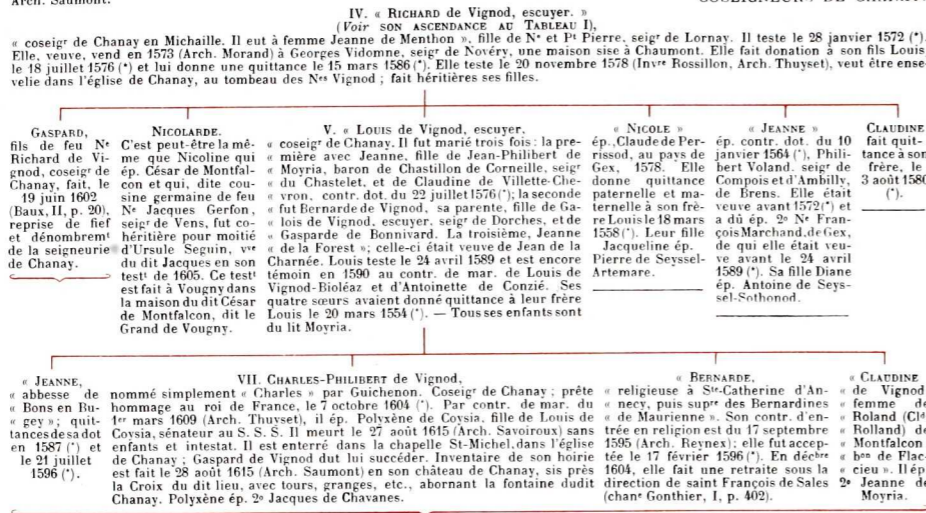 Arch. Saumont.
COSEIGNEURS DE CHANAY
IV. « RICHARD de Vignod, escuyer. »
(Voir SON ASCENDANCE AU TABLEAU I),
« coseigr de Chanay en Michaille. Il eut à femme Jeanne de Menthon », fille de Ne et Pt Pierre, seigr de Lornay. Il teste le 28 janvier 1572 (*).
Elle, veuve, vend en 1573 (Arch. Morand) à Georges Vidomne, seigr de Novéry, une maison sise à Chaumont. Elle fait donation à son fils Louis
le 18 juillet 1576 (*) et lui donne une quittance le 15 mars 1586 (*). Elle teste le 20 novembre 1578 (Invre Rossillon, Arch. Thuyset), veut être ense-
velie dans l'église de Chanay, au tombeau des Nes Vignod ; fait héritières ses filles.
GASPARD,
fils de feu Ne
Richard de Vi-
gnod, coseigr de
Chanay, fait, le
19 juin 1602
(Baux, II, p. 20),
reprise de fief
et dénombremt
de la seigneurie
de Chanay.
NICOLARDE.
C'est peut-être la mê-
me que Nicoline qui
ép. César de Montfal-
con et qui, dite cou-
sine germaine de feu
Ne Jacques Gerfon,
seigr de Vens, fut co-
héritière pour moitié
d'Ursule Seguin, vve
du dit Jacques en son
testt de 1605. Ce testt
est fait à Vougny dans
la maison du dit César
de Montfalcon, dit le
Grand de Vougny.
V. « LOUIS de Vignod, escuyer,
« coseigr de Chanay. Il fut marié trois fois : la pre-
« mière avec Jeanne, fille de Jean-Philibert de
« Moyria, baron de Chastillon de Corneille, seigr
« du Chastelet, et de Claudine de Villette-Che-
« vron, contr. dot. du 22 juillet 1576 (*); la seconde
« fut Bernarde de Vignod, sa parente, fille de Ga-
« lois de Vignod, escuyer, seigr de Dorches, et de
« Gasparde de Bonnivard. La troisième, Jeanne
« de la Forest »; celle-ci était veuve de Jean de la
Charnée. Louis teste le 24 avril 1589 et est encore
témoin en 1590 au contr. de mar. de Louis de
Vignod-Bioléaz et d'Antoinette de Conzié. Ses
quatre sœurs avaient donné quittance à leur frère
Louis le 20 mars 1554 (*). — Tous ses enfants sont
du lit Moyria.
« NICOLE »
ép. Claude de Per-
rissod, au pays de
Gex, 1578. Elle
donne quittance
paternelle et ma-
ternelle à son frè-
re Louis le 18 mars
1558 (*). Leur fille
Jacqueline ép.
Pierre de Seyssel-
Artemare.
« JEANNE »
ép. contr. dot. du 10
janvier 1564 (*), Phili-
bert Voland, seigr de
Compois et d'Ambilly,
de Brens. Elle était
veuve avant 1572 (*) et
a dû ép. 2o Ne Fran-
çois Marchand, de Gex,
de qui elle était veu-
ve avant le 24 avril
1589 (*). Sa fille Diane
ép. Antoine de Seys-
sel-Sothonod.
CLAUDINE
fait quit-
tance à son
frère, le
3 août 1580
(*).
« JEANNE,
« abbesse de
« Bons en Bu-
« gey »; quit-
tances de sa dot
en 1587 (*) et
le 21 juillet
1596 (*).
VII. CHARLES-PHILIBERT de Vignod,
nommé simplement « Charles » par Guichenon. Coseigr de Chanay ; prête
hommage au roi de France, le 7 octobre 1604 (*). Par contr. de mar. du
1er mars 1609 (Arch. Thuyset), il ép. Polyxène de Coysia, fille de Louis de
Coysia, sénateur au S. S. S. Il meurt le 27 août 1615 (Arch. Savoiroux) sans
enfants et intestat. Il est enterré dans la chapelle St-Michel, dans l'église
de Chanay ; Gaspard de Vignod dut lui succéder. Inventaire de son hoirie
est fait le 28 août 1615 (Arch. Saumont) en son château de Chanay, sis près
la Croix du dit lieu, avec tours, granges, etc., abornant la fontaine dudit
Chanay. Polyxène ép. 2o Jacques de Chavanes.
« BERNARDE,
« religieuse à Ste-Catherine d'An-
« necy, puis supre des Bernardines
« de Maurienne ». Son contr. d'en-
trée en religion est du 17 septembre
1595 (Arch. Reynex); elle fut accep-
tée le 17 février 1596 (*). En décbre
1604, elle fait une retraite sous la
direction de saint François de Sales
(chane Gonthier, I, p. 402).
« CLAUDINE
« de Vignod
« femme de
« Roland (Cld
« Rolland) de
« Montfalcon
« bon de Flac-
cieu ». Il ép
2o Jeanne de
Moyria.